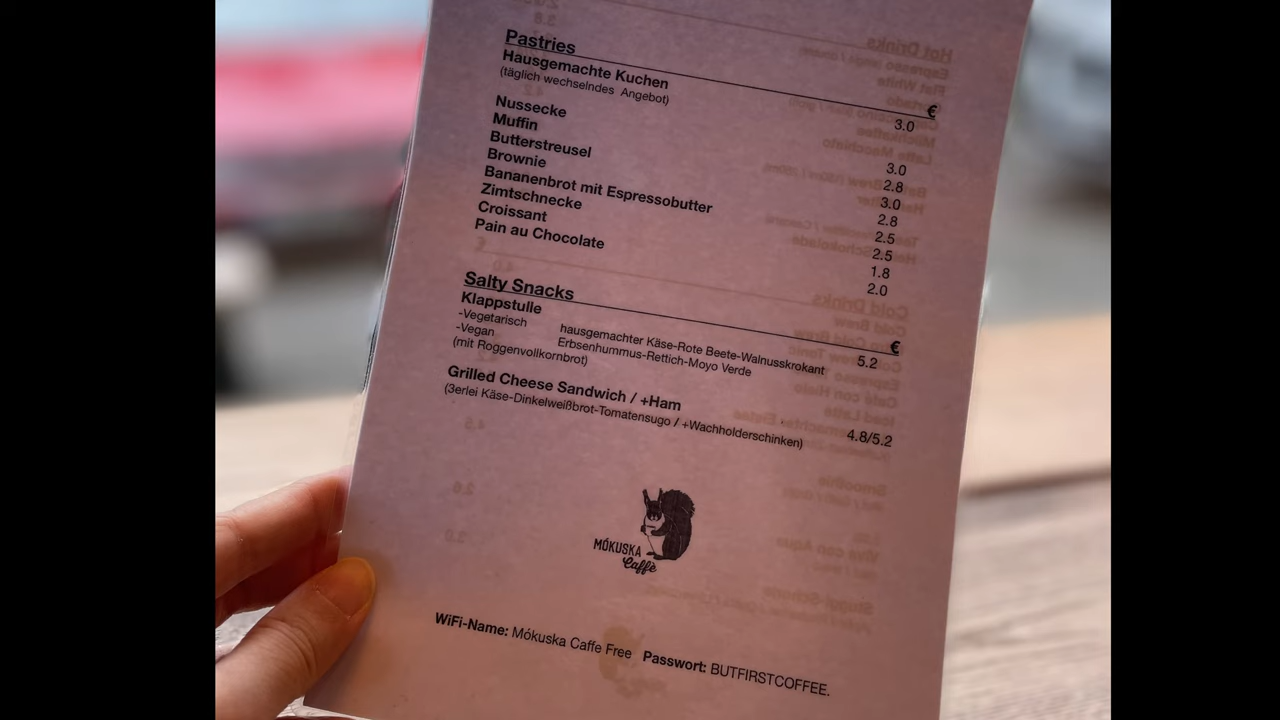 Pastries €
Hausgemachte Kuchen 3.0
(täglich wechselndes Angebot)
Nussecke 3.0
Muffin 2.8
Butterstreusel 3.0
Brownie 2.8
Bananenbrot mit Espressobutter 2.5
Zimtschnecke 2.5
Croissant 1.8
Pain au Chocolate 2.0
Salty Snacks €
Klappstulle 5.2
-Vegetarisch hausgemachter Käse-Rote Beete-Walnusskrokant
-Vegan Erbsenhummus-Rettich-Moyo Verde
(mit Roggenvollkornbrot)
Grilled Cheese Sandwich / +Ham 4.8/5.2
(3erlei Käse-Dinkelweißbrot-Tomatensugo / +Wacholderschinken)
MÓKUSKA
Caffè
WiFi-Name: Mókuska Caffe Free Passwort: BUTFIRSTCOFFEE.